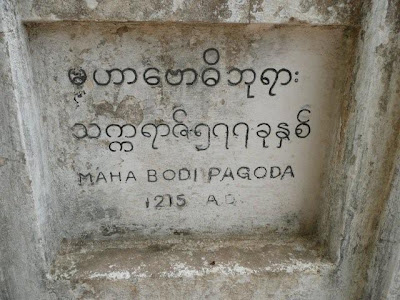 မဟာဗောဓိဘုရား
သက္ကရာဇ်၅၇၇ခုနှစ်
MAHA BODI PAGODA
1215 A.D.